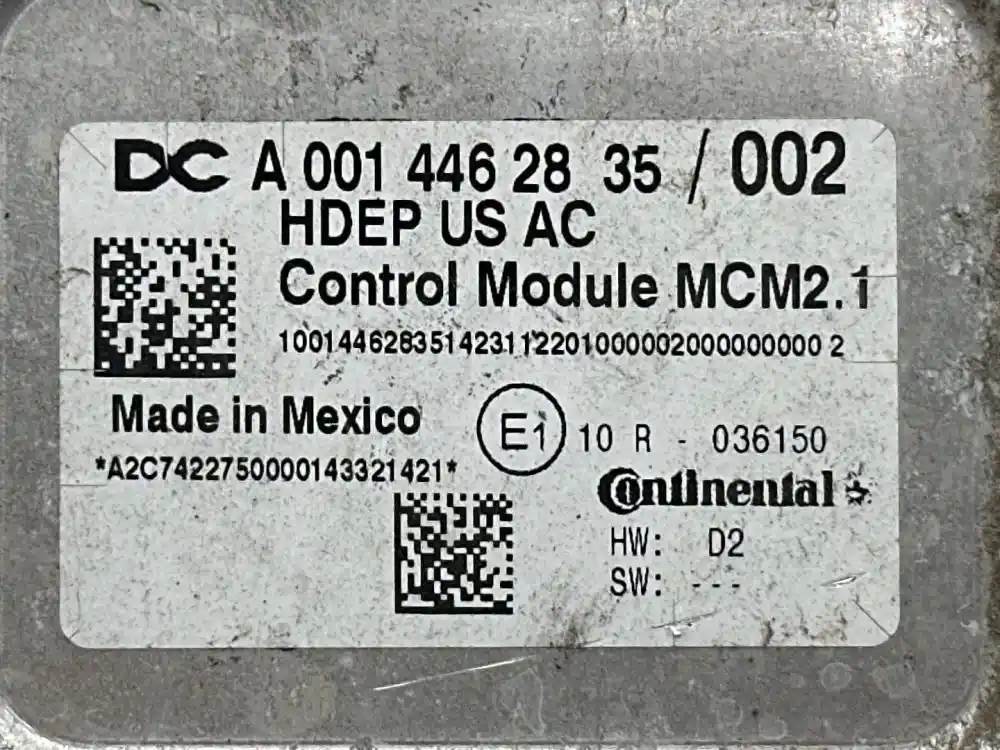 DC A 001 446 28 35 / 002
HDEP US AC
Control Module MCM2.1
10014462835142311220100000200000000002
Made in Mexico
E1 10 R - 036150
*A2C7422750000143321421*
Continental
HW: D2
SW: ---